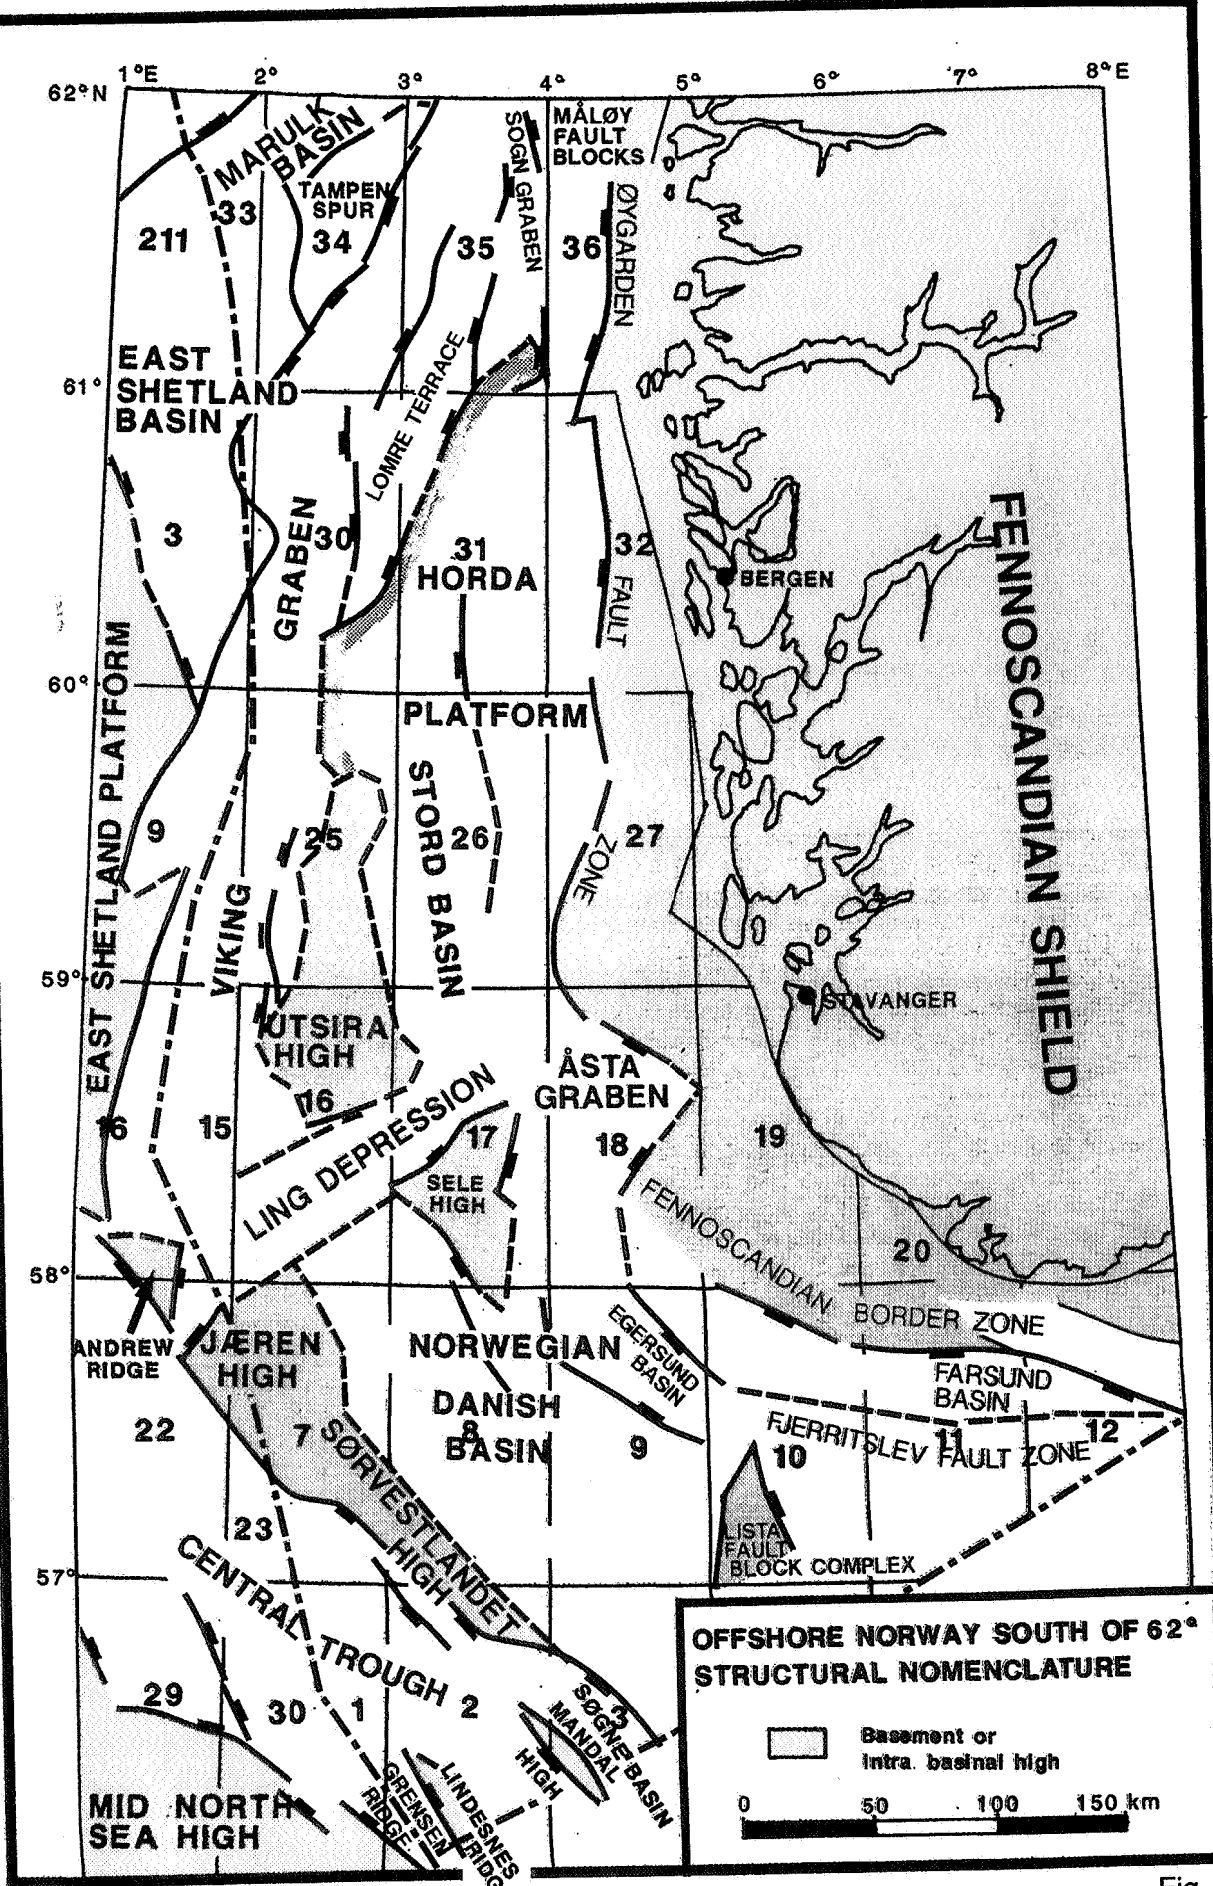 1°E 2° 3° 4° 5° 6° 7° 8°E
62°N
MARULK
BASIN
SOGN GRABEN
MÅLØY
FAULT
BLOCKS
TAMPEN
SPUR
33
211
34
35
36
ØYGARDEN
EAST
SHETLAND
BASIN
61°
LOMRE TERRACE
3
GRABEN
30
31
HORDA
32
FAULT
BERGEN
FENNOSCANDIAN SHIELD
60°
EAST SHETLAND PLATFORM
PLATFORM
STORD BASIN
9
25
26
27
ZONE
VIKING
59°
STAVANGER
UTSIRA
HIGH
ÅSTA
GRABEN
16
16
15
LING DEPRESSION
17
18
19
SELE
HIGH
FENNOSCANDIAN
BORDER ZONE
20
58°
ANDREW
RIDGE
JÆREN
HIGH
NORWEGIAN
DANISH
BASIN
EGERSUND
BASIN
FARSUND
BASIN
22
7
8
9
10
11
12
FJERRITSLEV FAULT ZONE
SØRVESTLANDET
HIGH
23
LISTA
FAULT
BLOCK COMPLEX
57°
CENTRAL TROUGH
29
30
1
2
3
SØGNE BASIN
MANDAL
HIGH
MID NORTH
SEA HIGH
GRENSEN
RIDGE
LINDESNES
RIDG
OFFSHORE NORWAY SOUTH OF 62°
STRUCTURAL NOMENCLATURE
Basement or
intra. basinal high
0 50 100 150 km
Fig